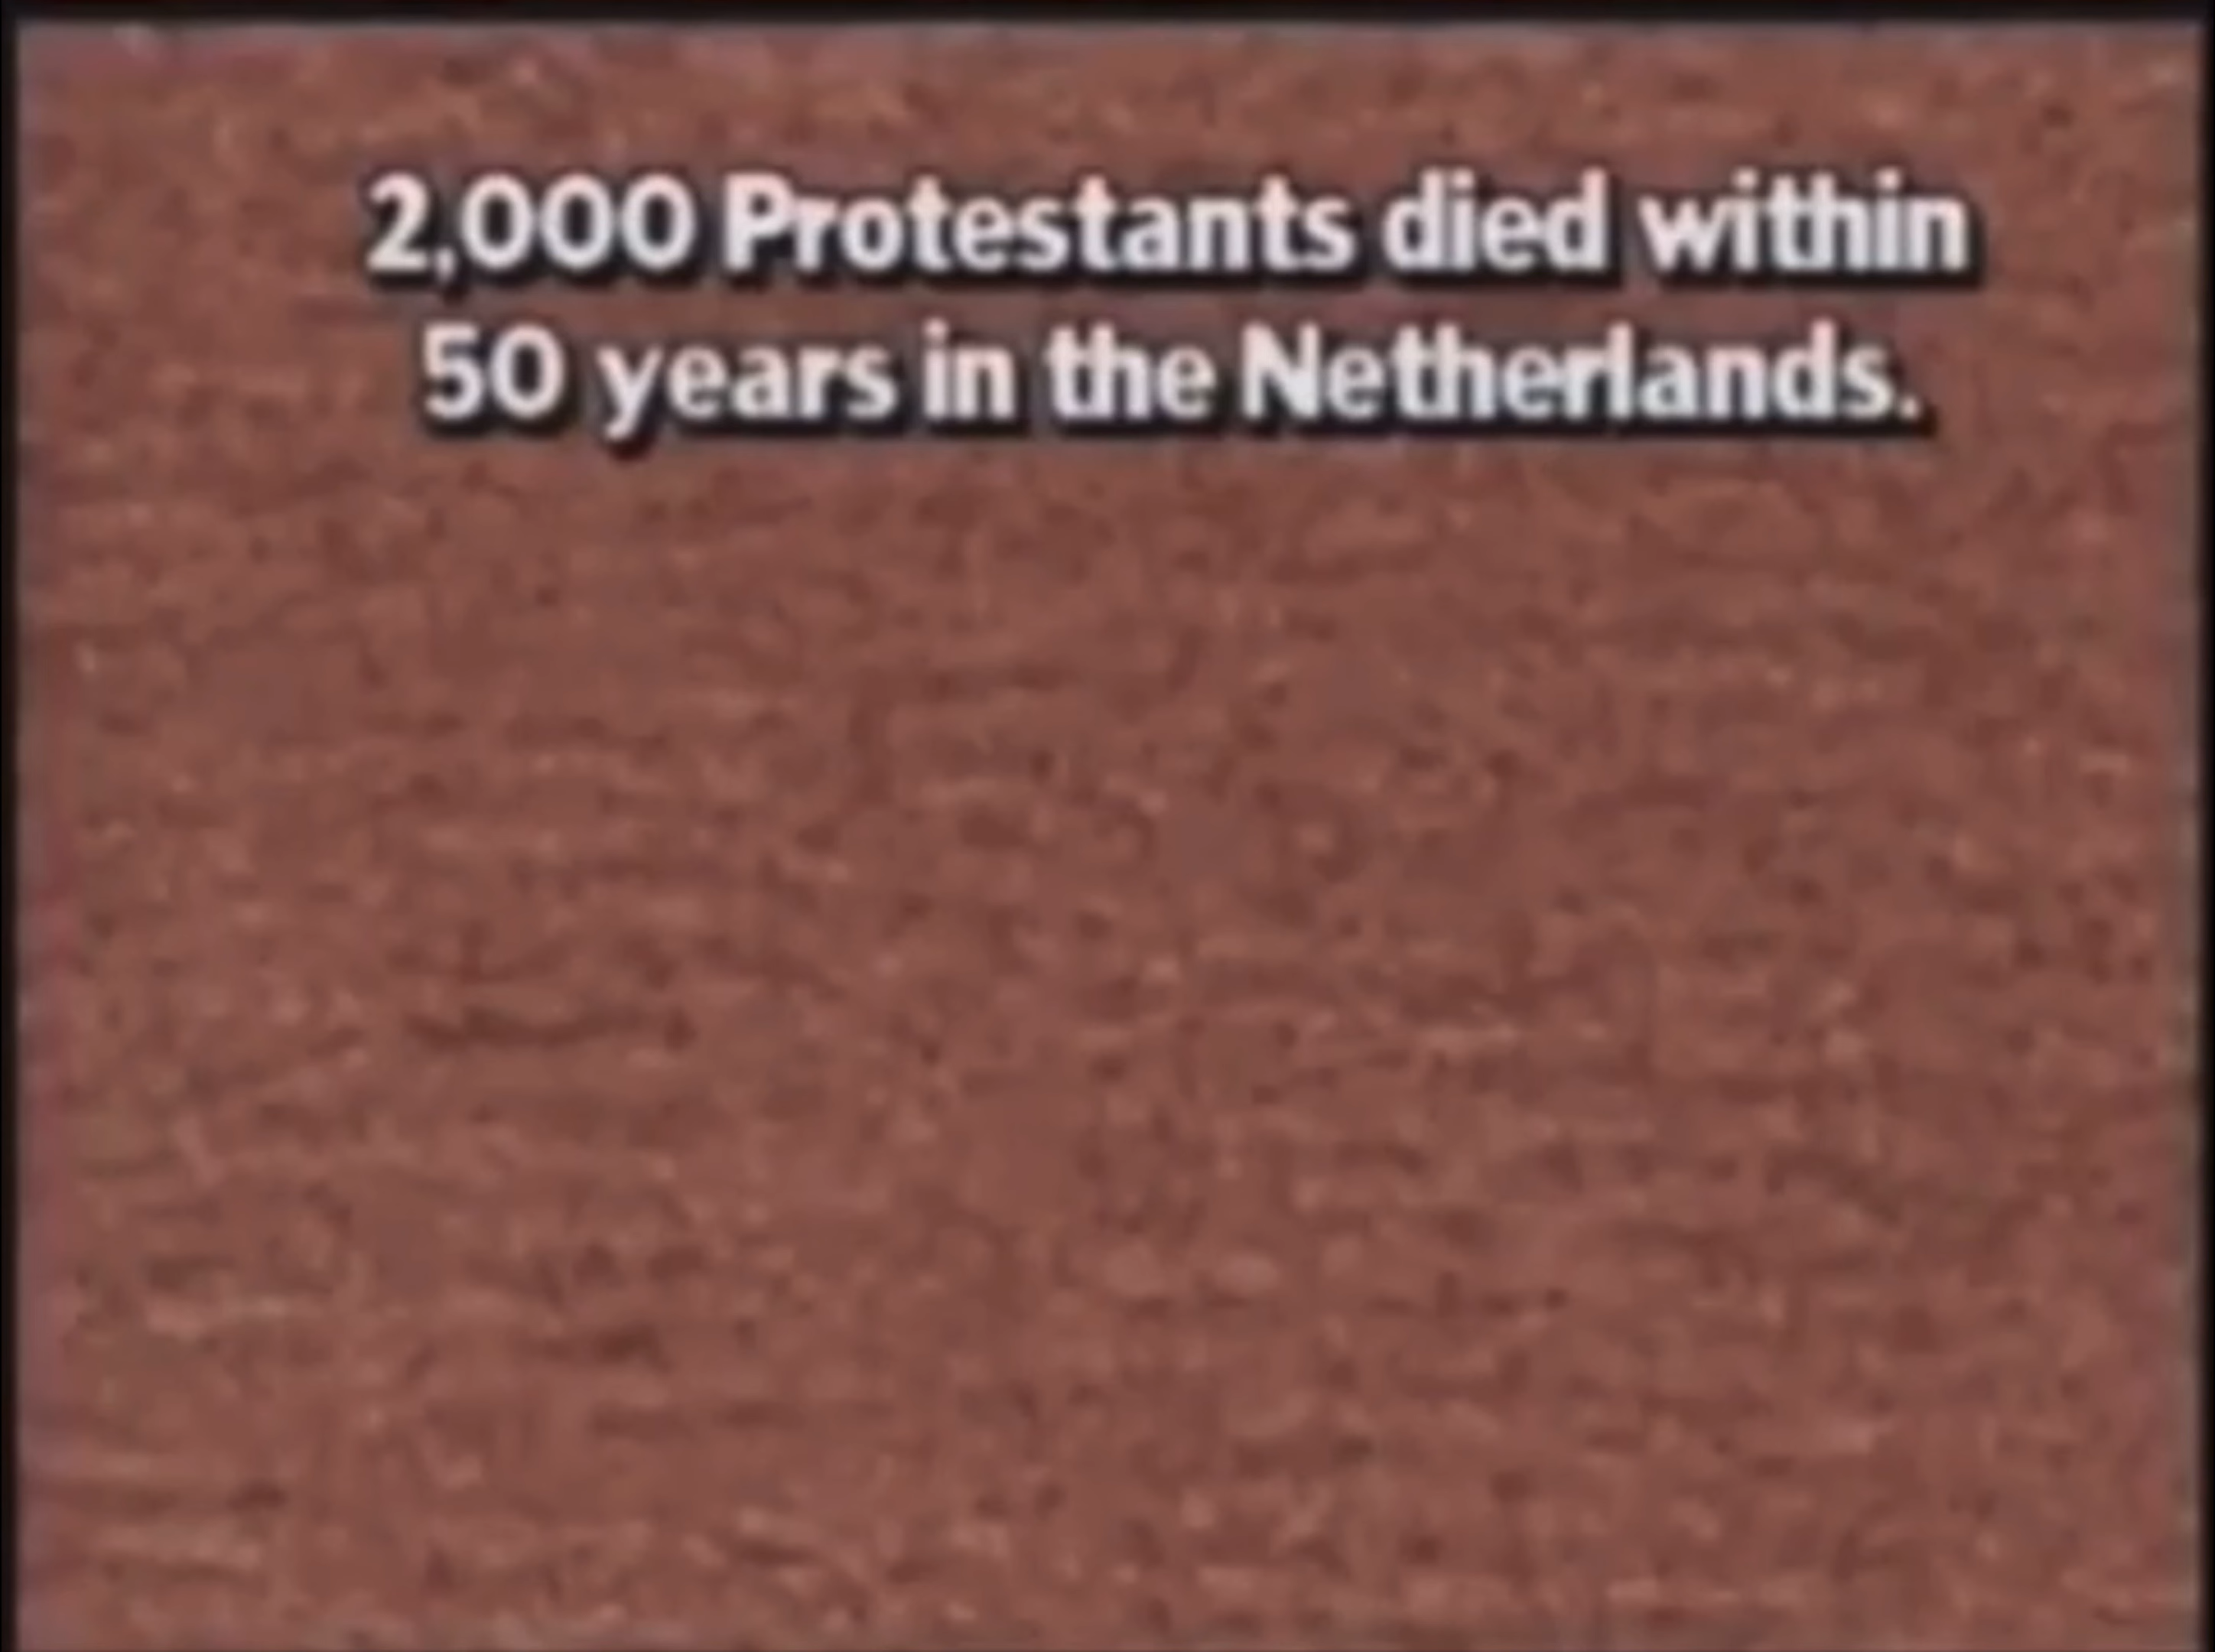 2,000 Protestants died within
50 years in the Netherlands.